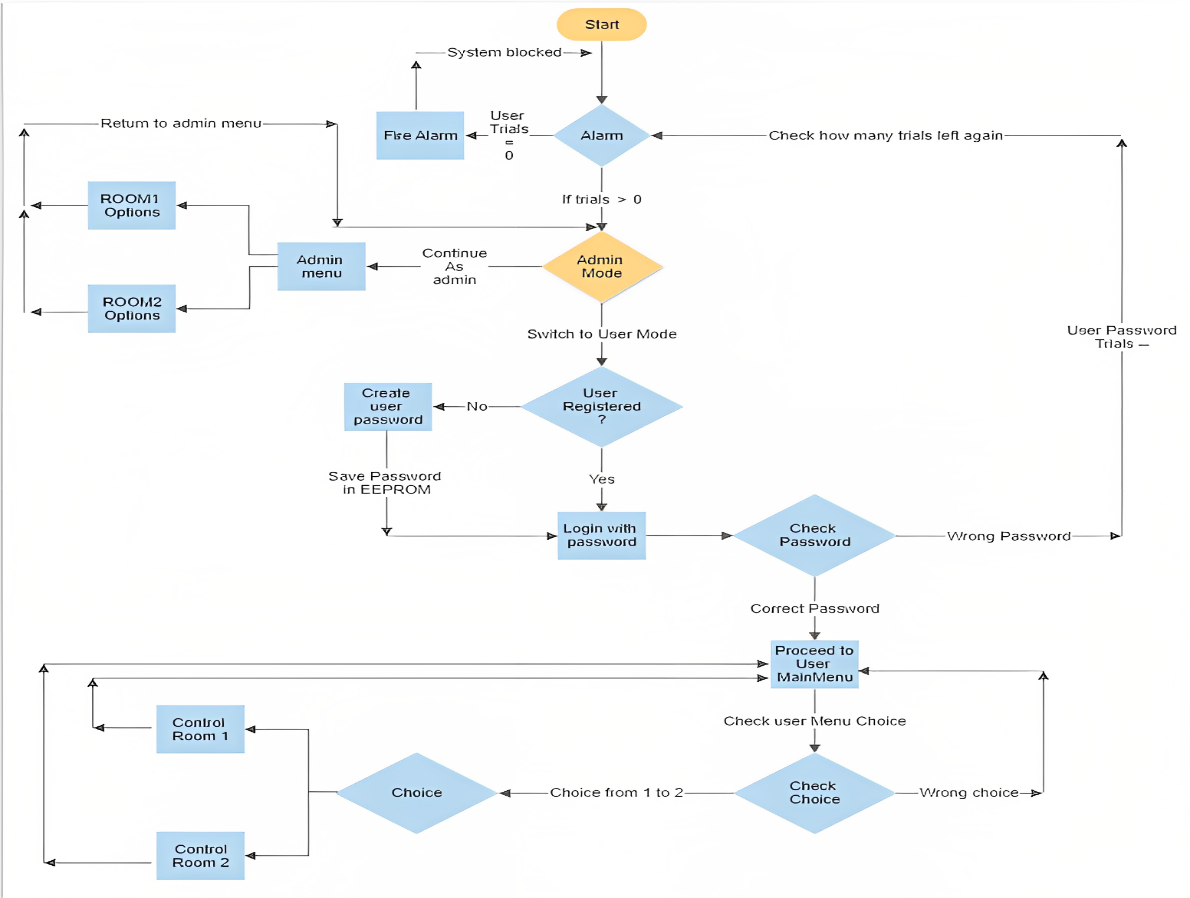 Start
System blocked
User
Trials
=
0
Fire Alarm
Alarm
Check how many trials left again
Return to admin menu
If trials > 0
ROOM1
Options
Continue
As
admin
Admin
menu
Admin
Mode
ROOM2
Options
Switch to User Mode
User Password
Trials --
Create
user
password
No
User
Registered
?
Save Password
in EEPROM
Yes
Login with
password
Check
Password
Wrong Password
Correct Password
Proceed to
User
MainMenu
Control
Room 1
Check user Menu Choice
Choice
Choice from 1 to 2
Check
Choice
Wrong choice
Control
Room 2